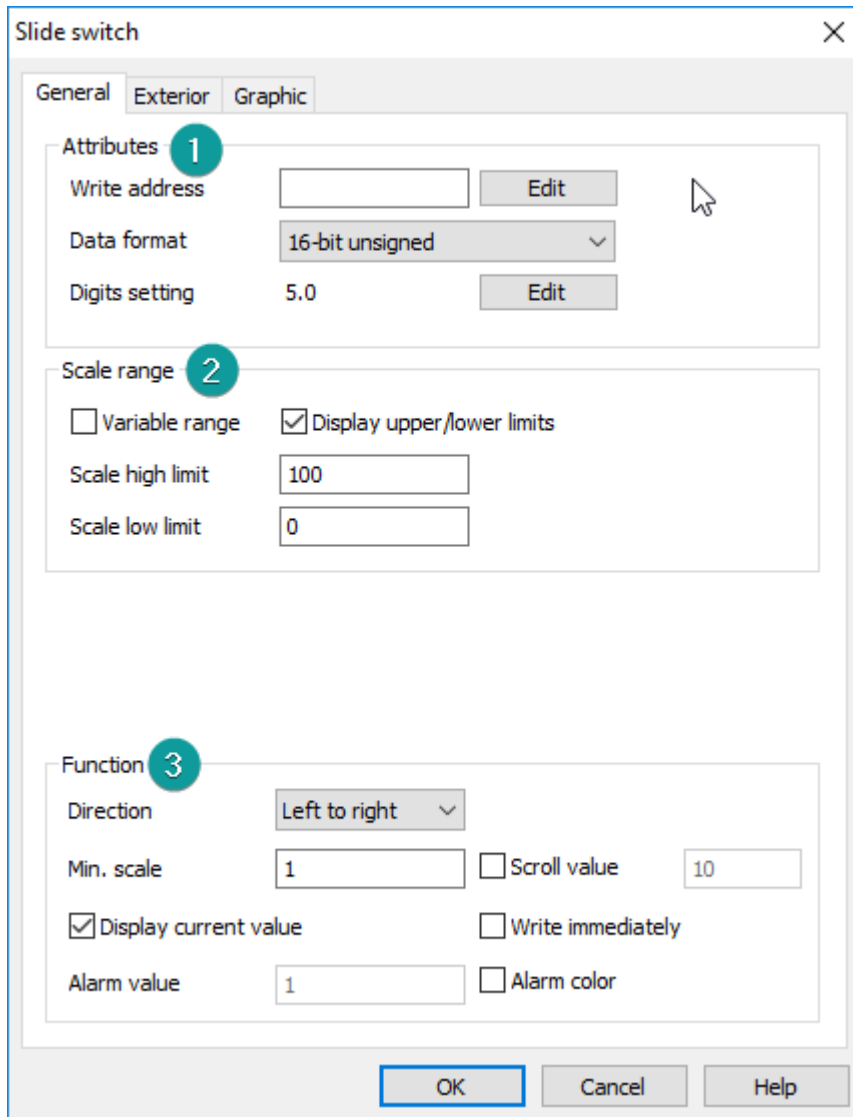 Slide switch
General Exterior Graphic
Attributes 1
Write address Edit
Data format 16-bit unsigned
Digits setting 5.0 Edit
Scale range 2
Variable range Display upper/lower limits
Scale high limit 100
Scale low limit 0
Function 3
Direction Left to right
Min. scale 1 Scroll value 10
Display current value Write immediately
Alarm value 1 Alarm color
OK Cancel Help